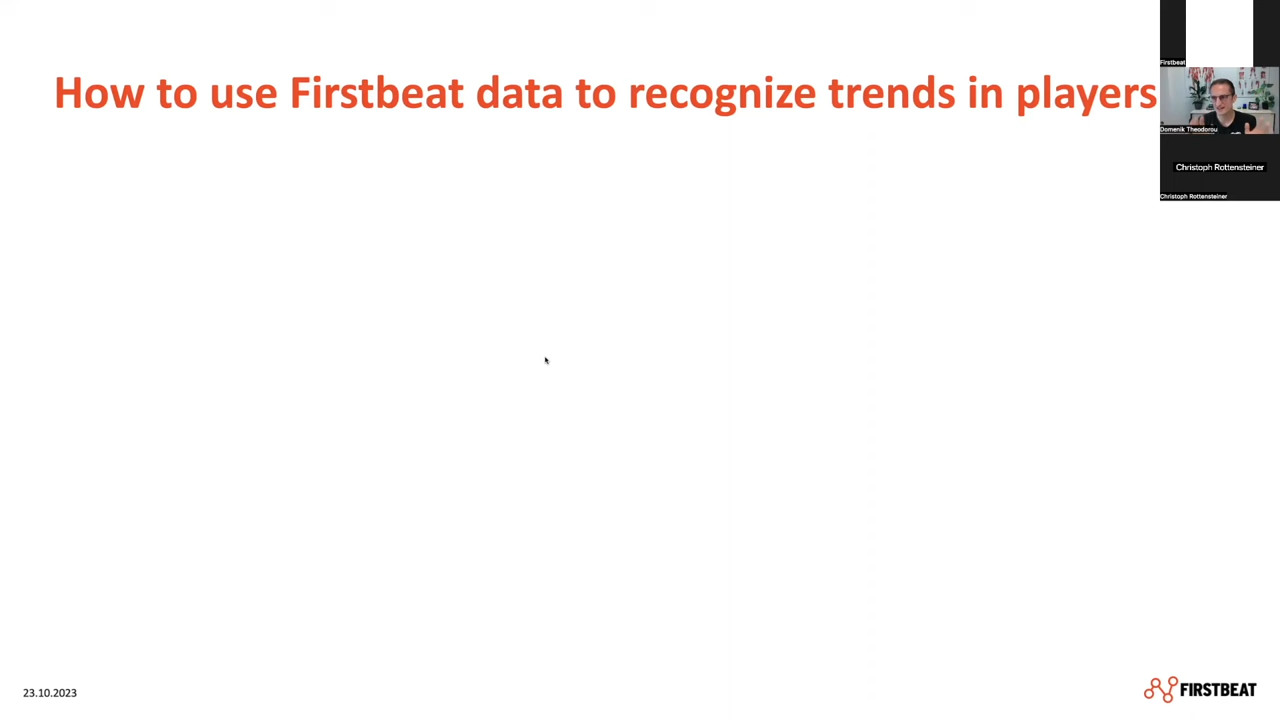 How to use Firstbeat data to recognize trends in players
Firstbeat
Domenik Theodorou
Christoph Rottensteiner
Christoph Rottensteiner
23.10.2023
FIRSTBEAT